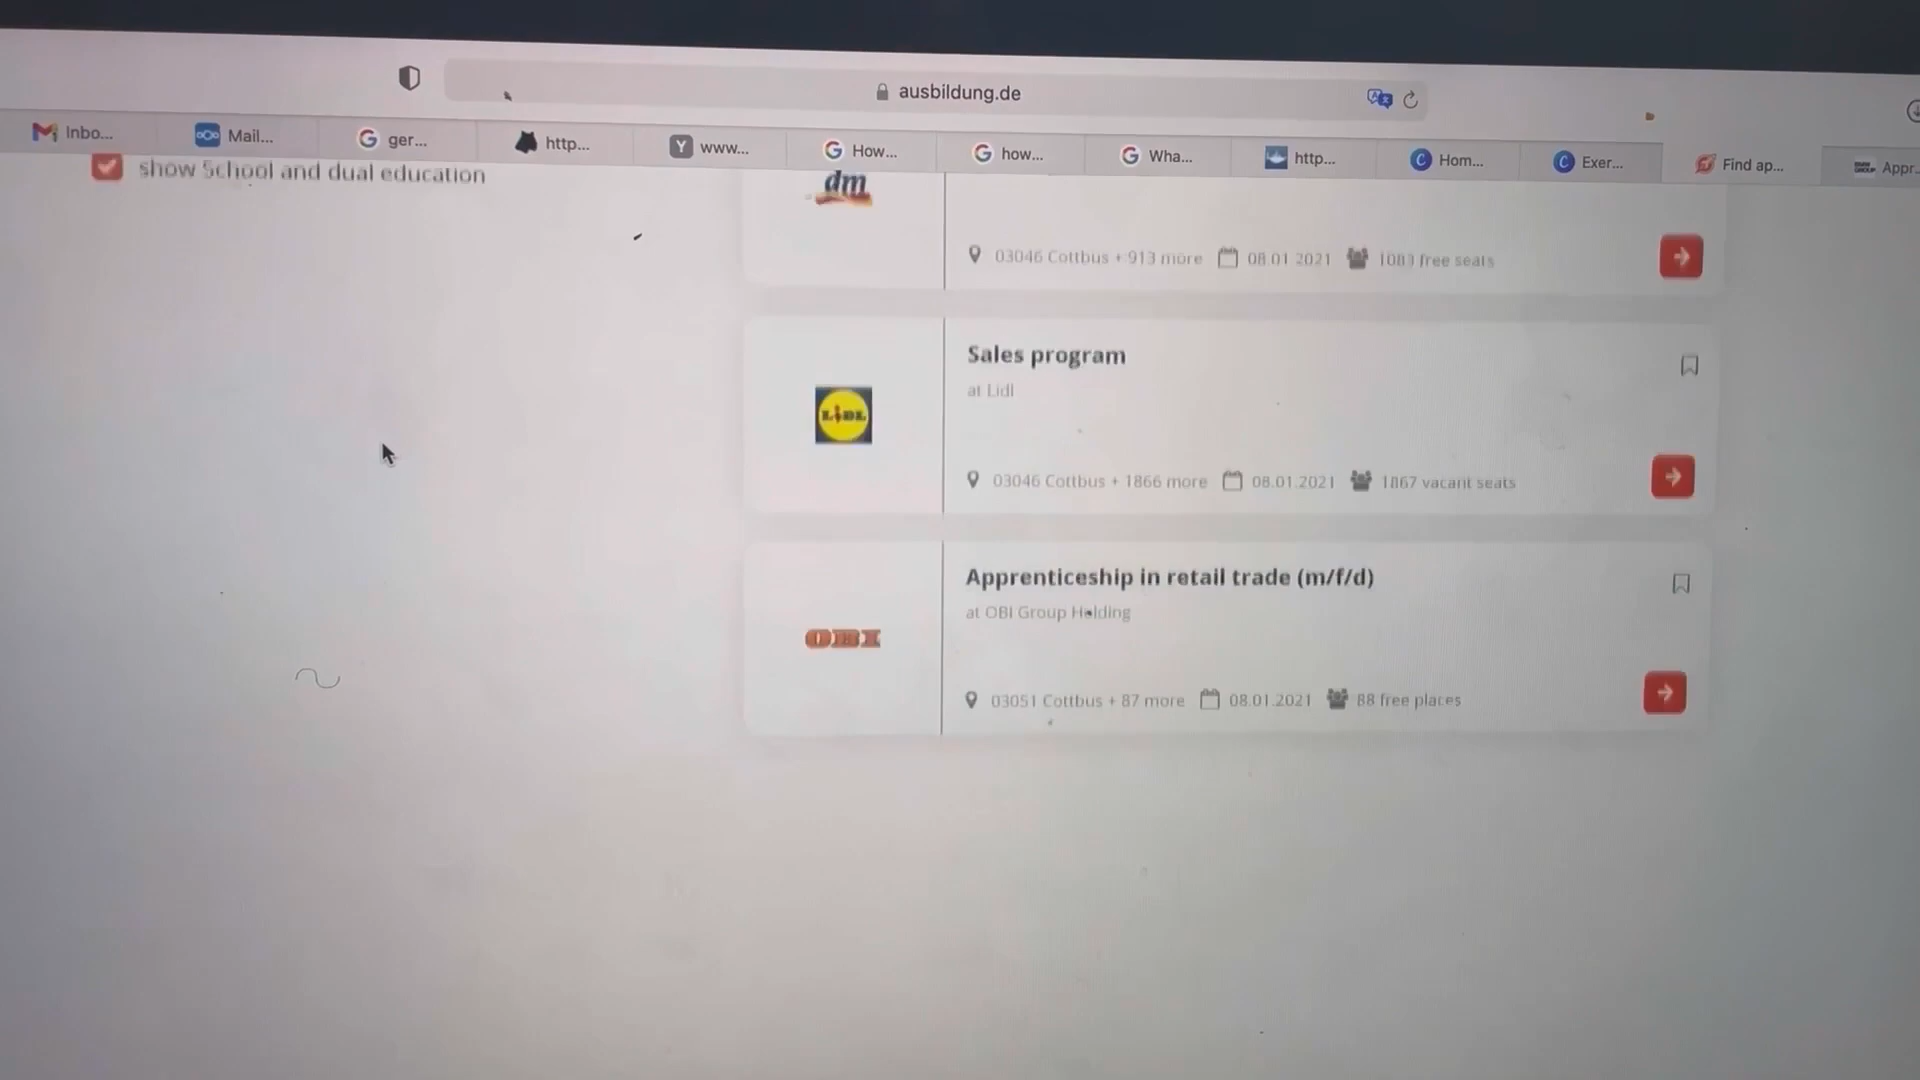 ausbildung.de
Inbo...
Mail...
ger...
http...
www...
How...
how...
Wha...
http...
Hom...
Exer...
Find ap...
Appr...
show School and dual education
dm
03046 Cottbus + 913 more 08.01.2021 1083 free seats
Sales program
at Lidl
LIDL
03046 Cottbus + 1866 more 08.01.2021 1867 vacant seats
Apprenticeship in retail trade (m/f/d)
at OBI Group Holding
OBI
03051 Cottbus + 87 more 08.01.2021 88 free places